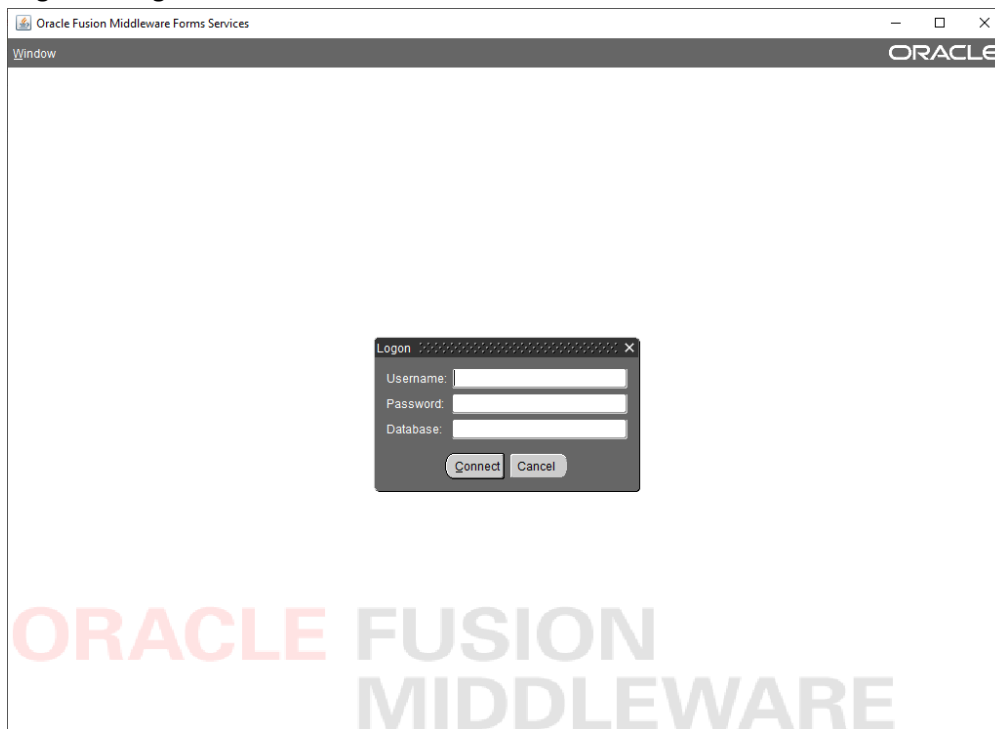 Oracle Fusion Middleware Forms Services
Window
ORACLE
Logon
Username:
Password:
Database:
Connect Cancel
ORACLE FUSION
MIDDLEWARE